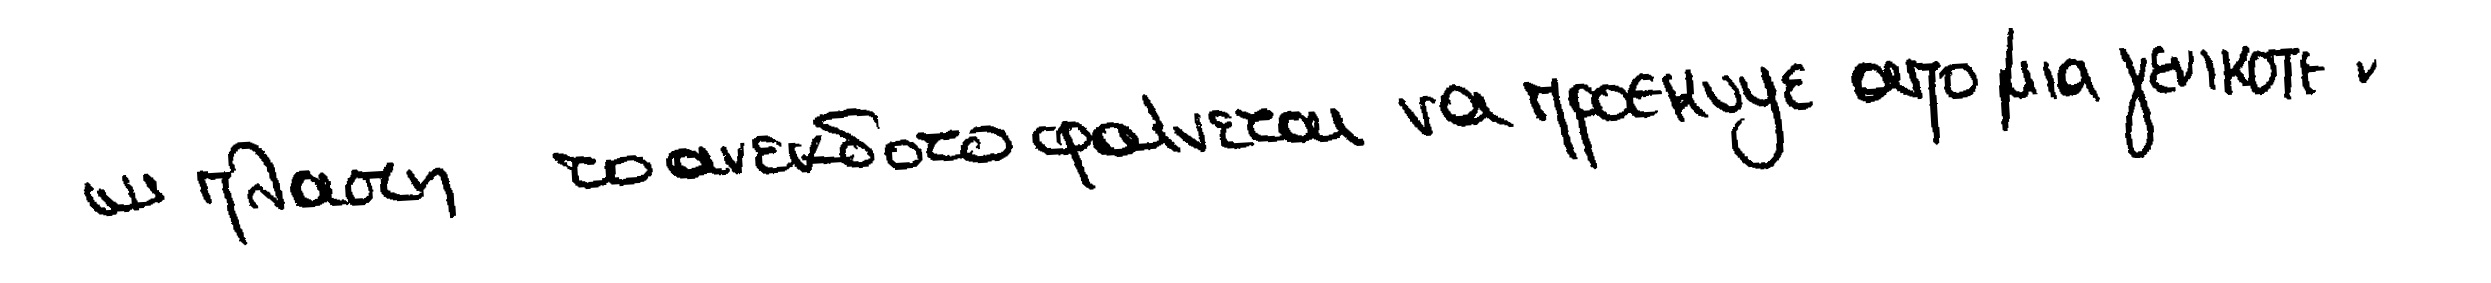 πλαση το ανεκδοτο φαινεται να προεκυψε απο μια γενικοτε ν